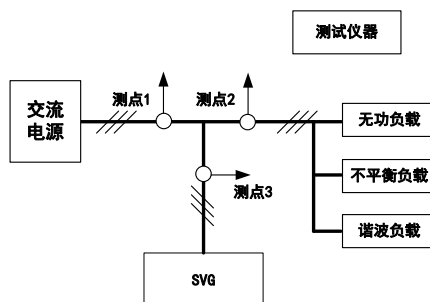 测试仪器
交流
电源
测点1
测点2
无功负载
不平衡负载
测点3
谐波负载
SVG